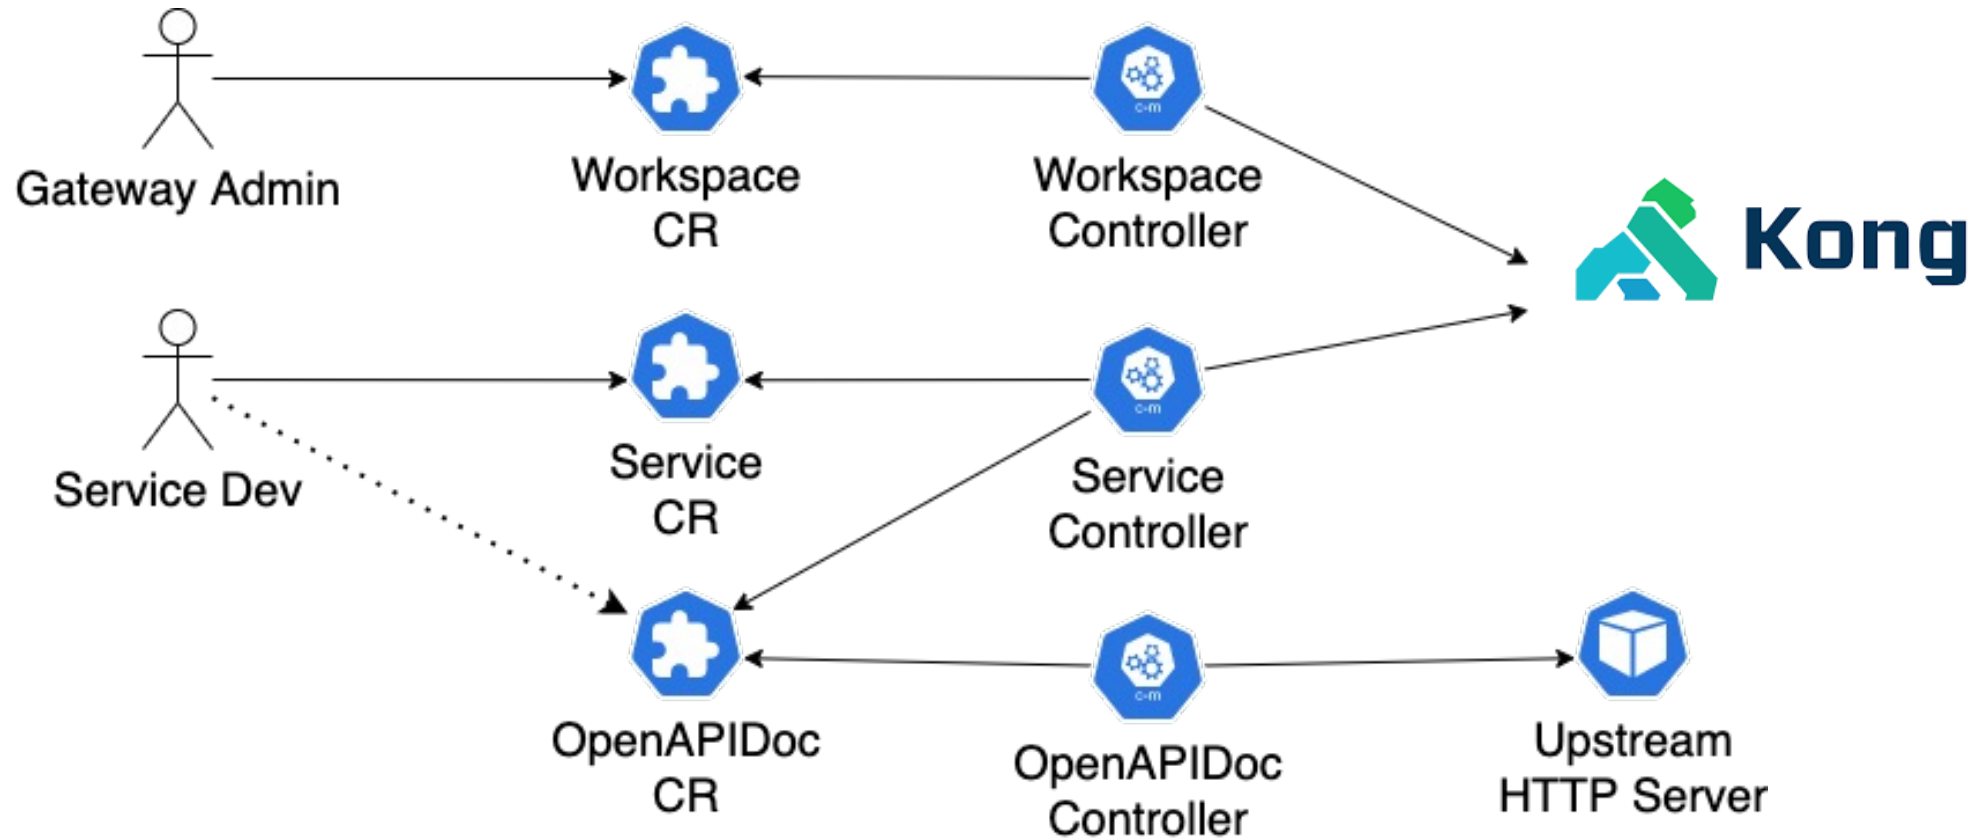 Gateway Admin
Workspace
CR
c-m
Workspace
Controller
Kong
Service Dev
Service
CR
c-m
Service
Controller
OpenAPIDoc
CR
c-m
OpenAPIDoc
Controller
Upstream
HTTP Server